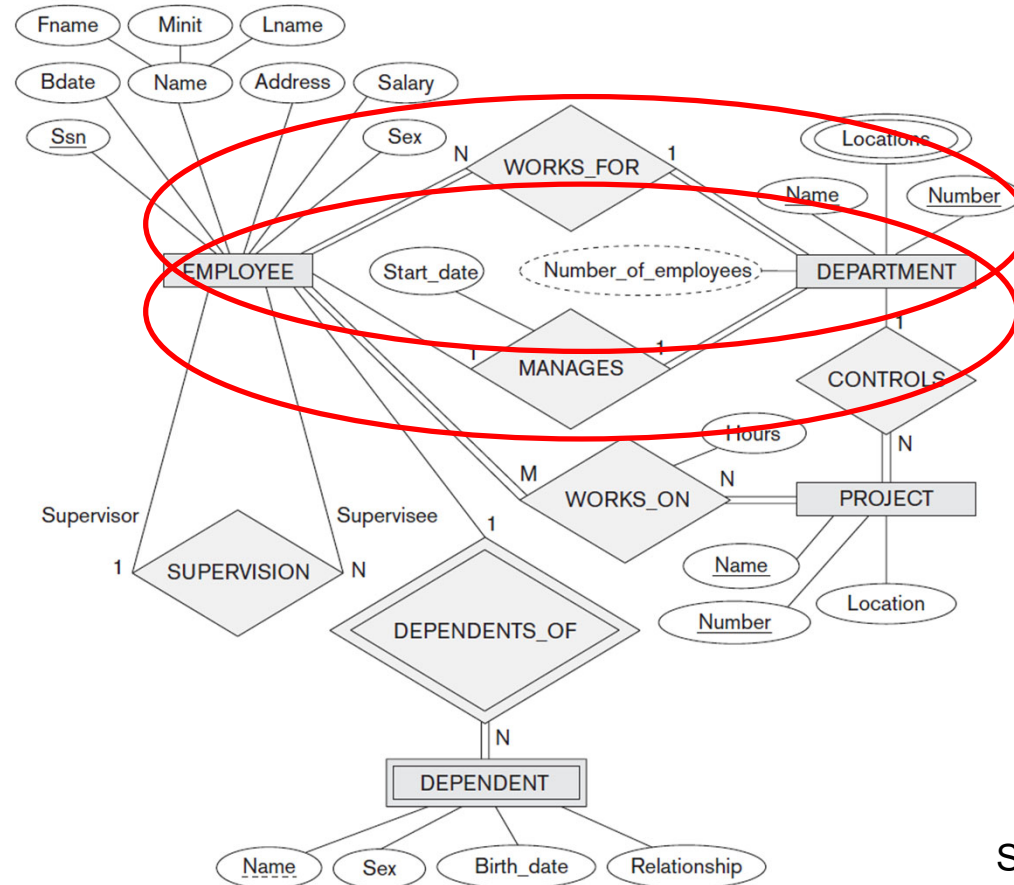 Fname
Minit
Lname
Bdate
Name
Address
Salary
Ssn
Sex
N
WORKS_FOR
1
Locations
Name
Number
EMPLOYEE
Start_date
Number_of_employees
DEPARTMENT
1
MANAGES
1
1
CONTROLS
Hours
N
M
WORKS_ON
N
PROJECT
Supervisor
Supervisee
1
1
SUPERVISION
N
Name
Number
Location
DEPENDENTS_OF
N
DEPENDENT
Name
Sex
Birth_date
Relationship
S